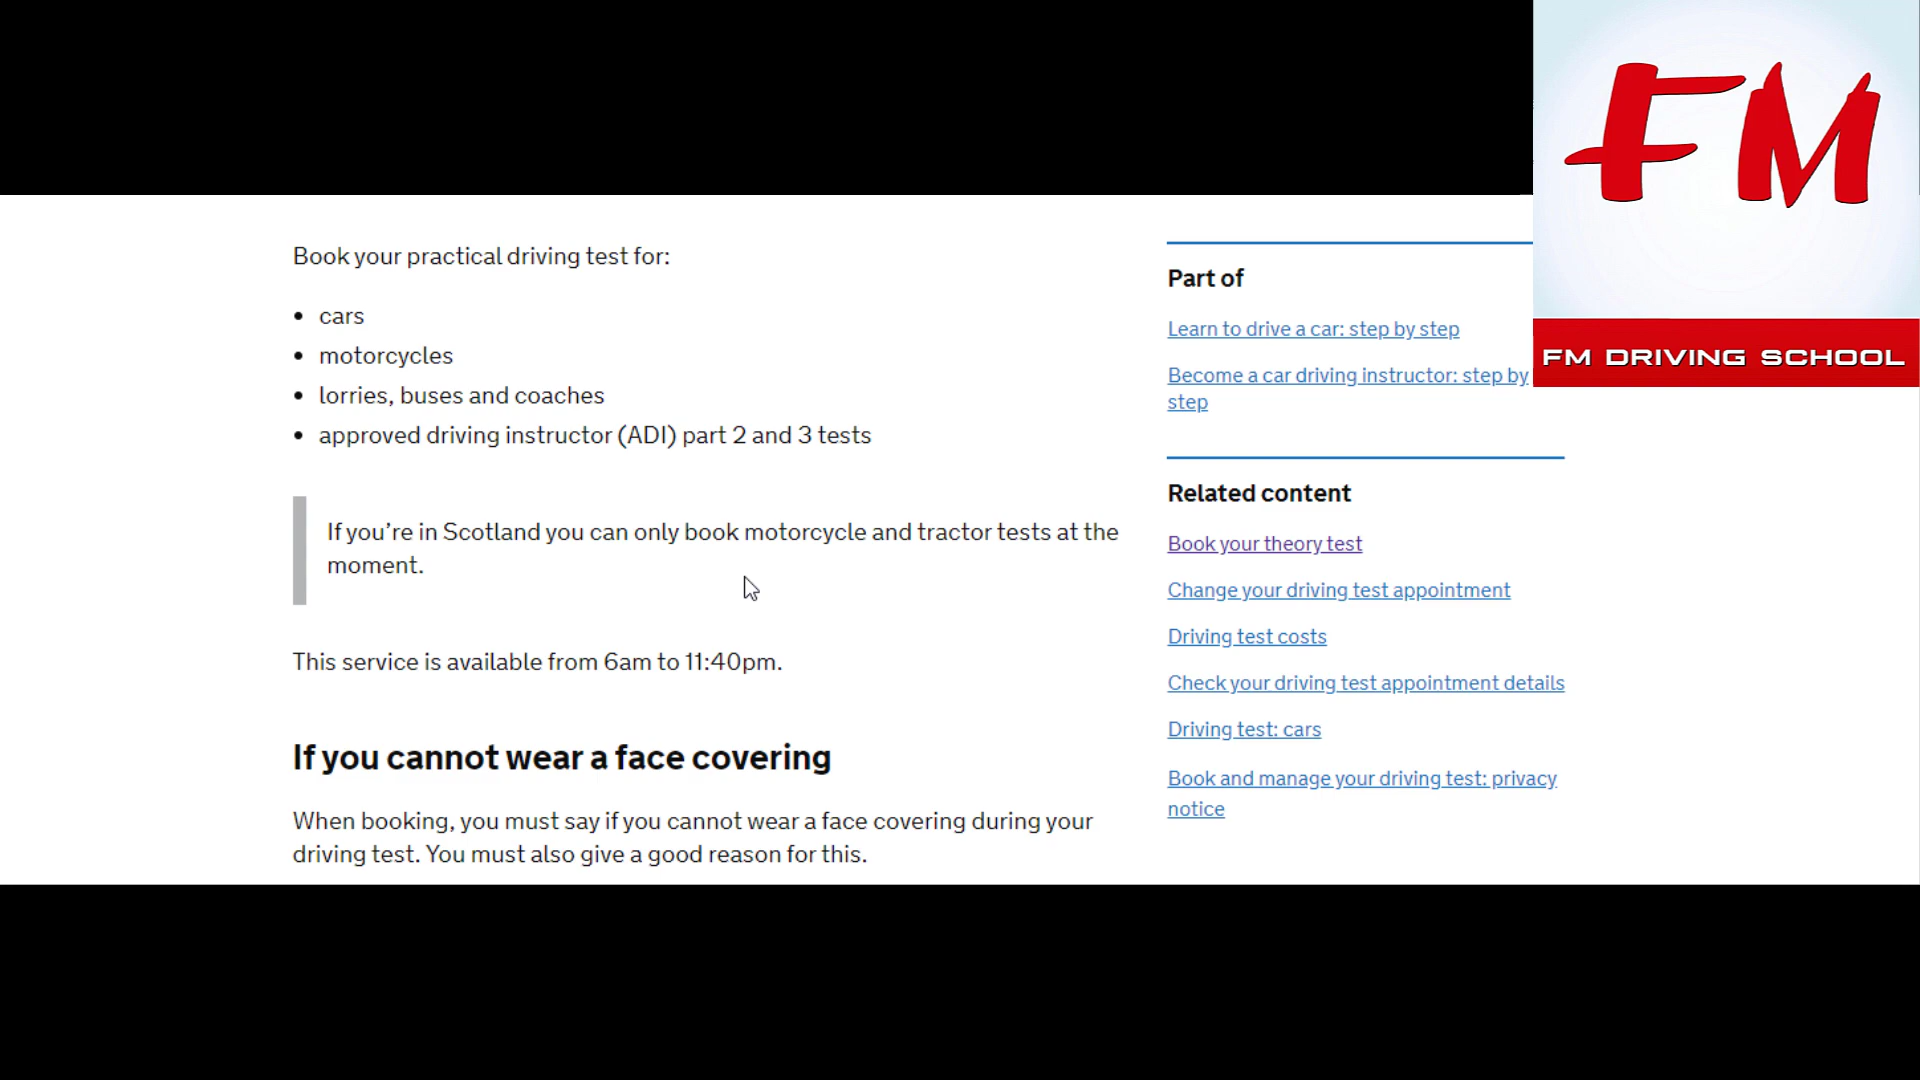 Book your practical driving test for:
• cars
• motorcycles
• lorries, buses and coaches
• approved driving instructor (ADI) part 2 and 3 tests
If you're in Scotland you can only book motorcycle and tractor tests at the
moment.
This service is available from 6am to 11:40pm.
If you cannot wear a face covering
When booking, you must say if you cannot wear a face covering during your
driving test. You must also give a good reason for this.
Part of
Learn to drive a car: step by step
Become a car driving instructor: step by
step
Related content
Book your theory test
Change your driving test appointment
Driving test costs
Check your driving test appointment details
Driving test: cars
Book and manage your driving test: privacy
notice
FM
FM DRIVING SCHOOL